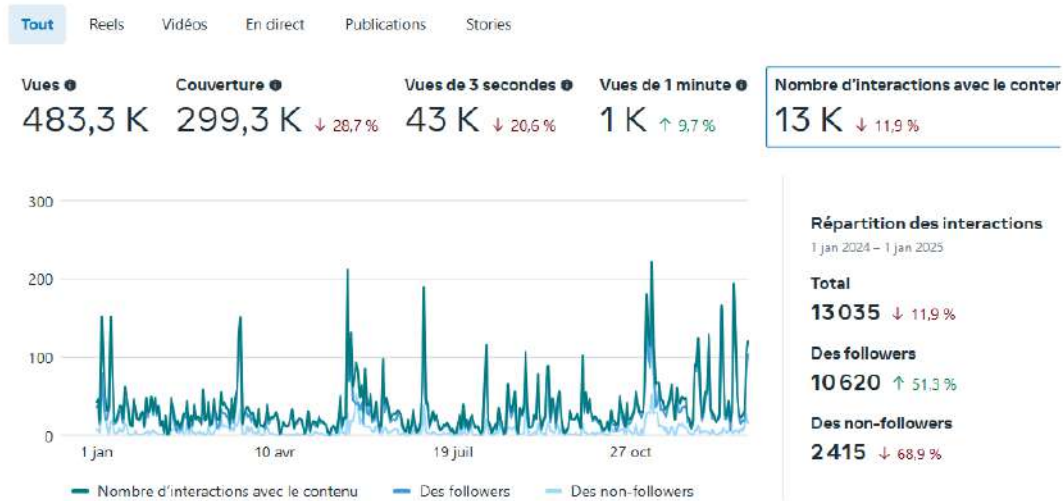 Tout Reels Vidéos En direct Publications Stories
Vues Couverture Vues de 3 secondes Vues de 1 minute Nombre d'interactions avec le conter
483,3 K 299,3 K ↓ 28,7 % 43 K ↓ 20,6 % 1 K ↑ 9,7 % 13 K ↓ 11,9 %
300
200
100
0
1 jan 10 avr 19 juil 27 oct
Nombre d'interactions avec le contenu Des followers Des non-followers
Répartition des interactions
1 jan 2024 – 1 jan 2025
Total
13 035 ↓ 11,9 %
Des followers
10 620 ↑ 51,3 %
Des non-followers
2 415 ↓ 68,9 %